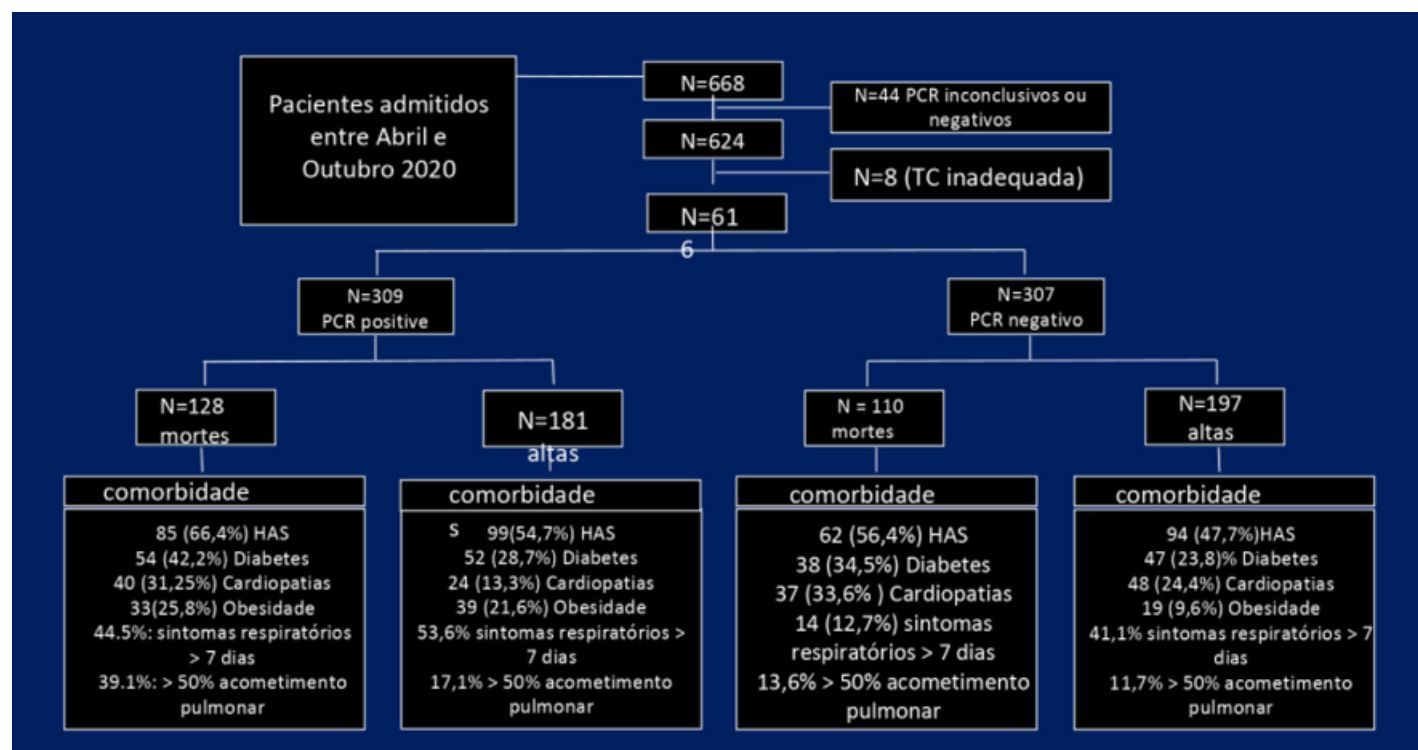 Pacientes admitidos
entre Abril e
Outubro 2020
N=668
N=44 PCR inconclusivos ou
negativos
N=624
N=8 (TC inadequada)
N=61
6
N=309
PCR positive
N=307
PCR negativo
N=128
mortes
N=181
altas
N = 110
mortes
N=197
altas
comorbidade
85 (66,4%) HAS
54 (42,2%) Diabetes
40 (31,25%) Cardiopatias
33(25,8%) Obesidade
44.5%: sintomas respiratórios
> 7 dias
39.1%: > 50% acometimento
pulmonar
comorbidade
s
99(54,7%) HAS
52 (28,7%) Diabetes
24 (13,3%) Cardiopatias
39 (21,6%) Obesidade
53,6% sintomas respiratórios >
7 dias
17,1% > 50% acometimento
pulmonar
comorbidade
62 (56,4%) HAS
38 (34,5%) Diabetes
37 (33,6% ) Cardiopatias
14 (12,7%) sintomas
respiratórios > 7 dias
13,6% > 50% acometimento
pulmonar
comorbidade
94 (47,7%)HAS
47 (23,8)% Diabetes
48 (24,4%) Cardiopatias
19 (9,6%) Obesidade
41,1% sintomas respiratórios > 7
dias
11,7% > 50% acometimento
pulmonar